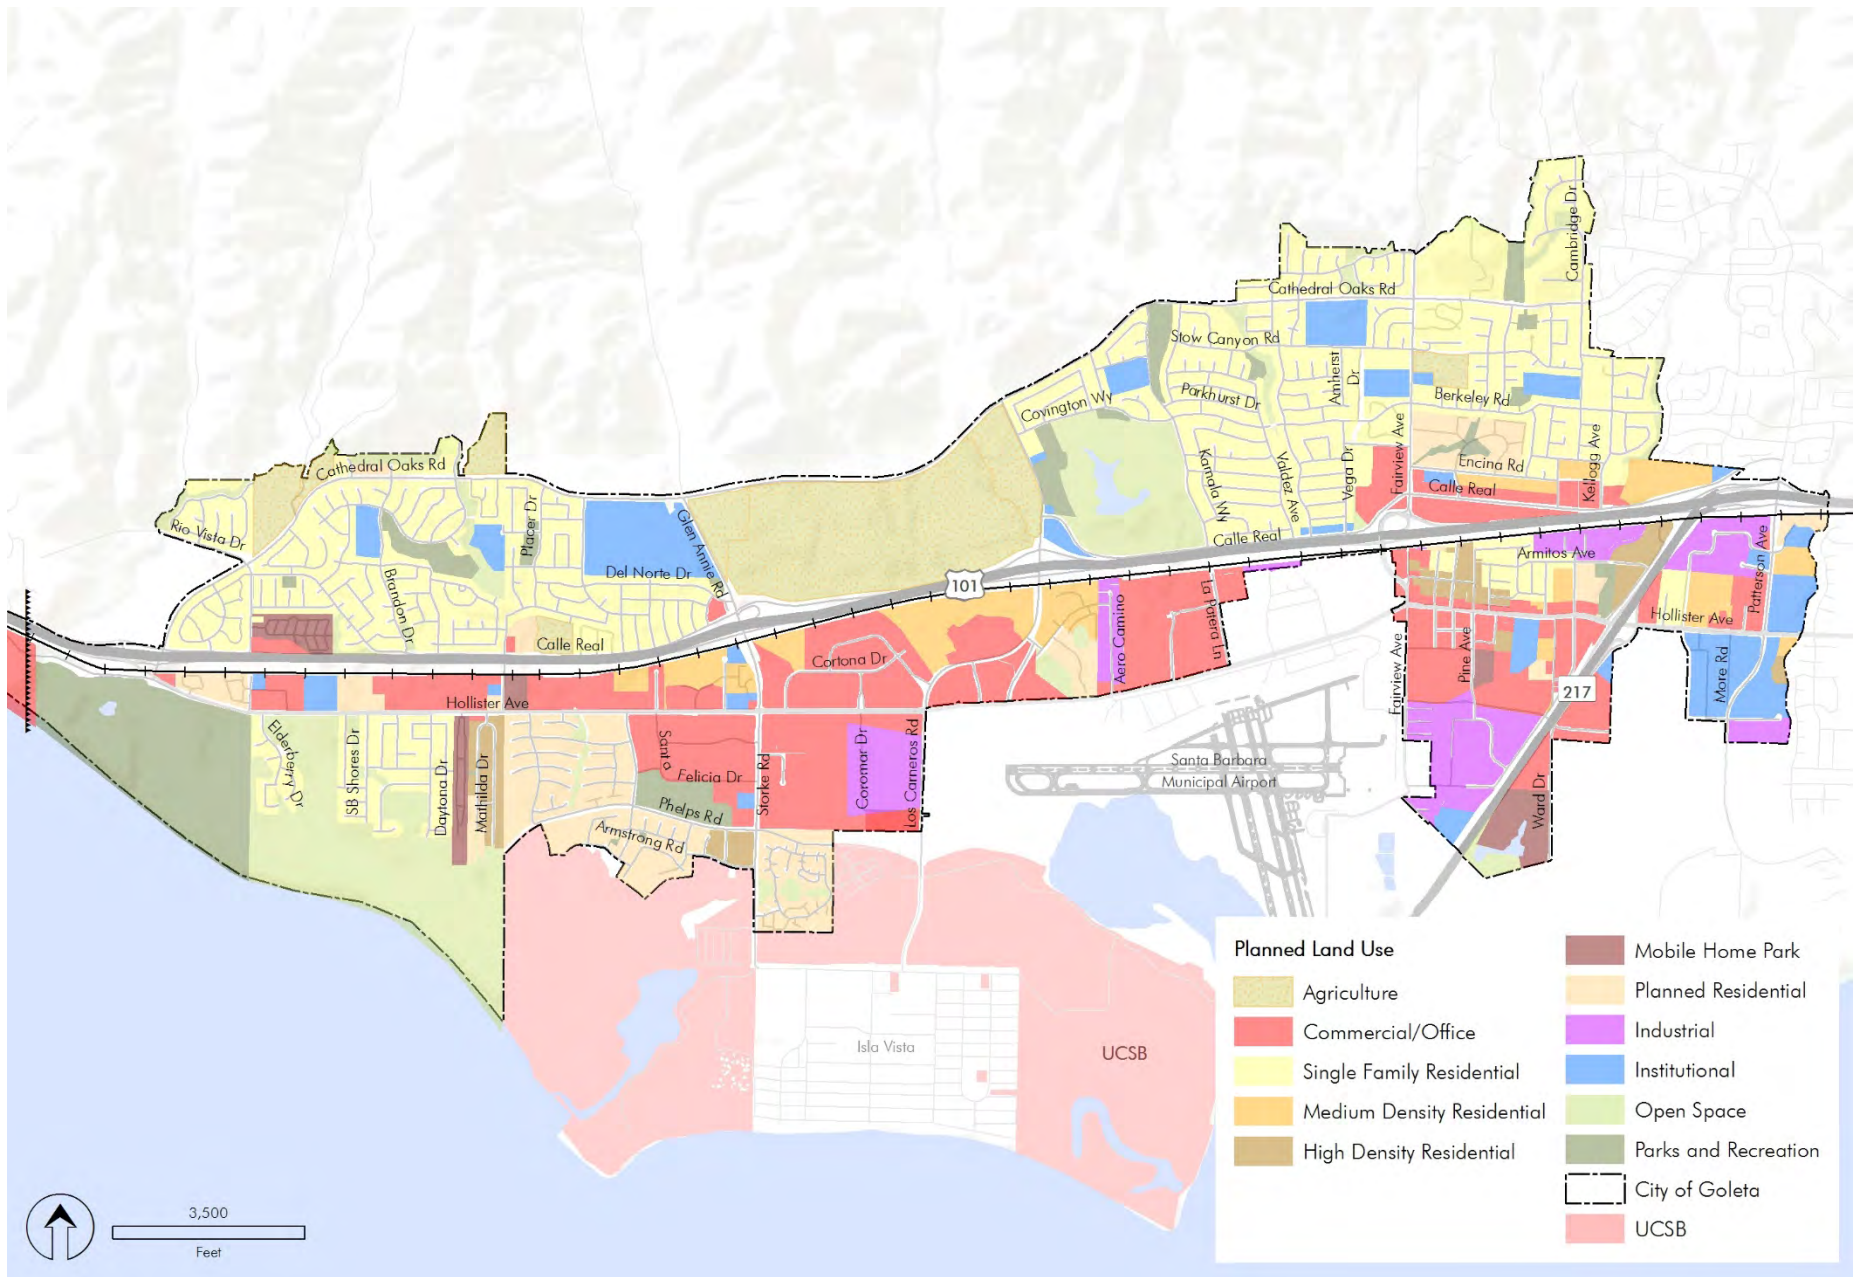 Cambridge Dr
Cathedral Oaks Rd
Stow Canyon Rd
Amherst
Dr
Parkhurst Dr
Covington Wy
Berkeley Rd
Fairview Ave
Kellogg Ave
Kamala Wy
Valdez Ave
Vega Dr
Encina Rd
Calle Real
Calle Real
Cathedral Oaks Rd
Rio Vista Dr
Placer Dr
Glen Annie Rd
Del Norte Dr
Brandon Dr
Calle Real
101
Armitos Ave
Patterson Ave
Hollister Ave
Aero Camino
La Patera Ln
Cortona Dr
Fairview Ave
Pine Ave
More Rd
217
Hollister Ave
Elderberry Dr
SB Shores Dr
Daytona Dr
Mathilda Dr
Santa
Felicia Dr
Storke Rd
Coromar Dr
Los Carneros Rd
Phelps Rd
Armstrong Rd
Santa Barbara
Municipal Airport
Ward Dr
Isla Vista
UCSB
Planned Land Use
Agriculture
Commercial/Office
Single Family Residential
Medium Density Residential
High Density Residential
Mobile Home Park
Planned Residential
Industrial
Institutional
Open Space
Parks and Recreation
City of Goleta
UCSB
3,500
Feet